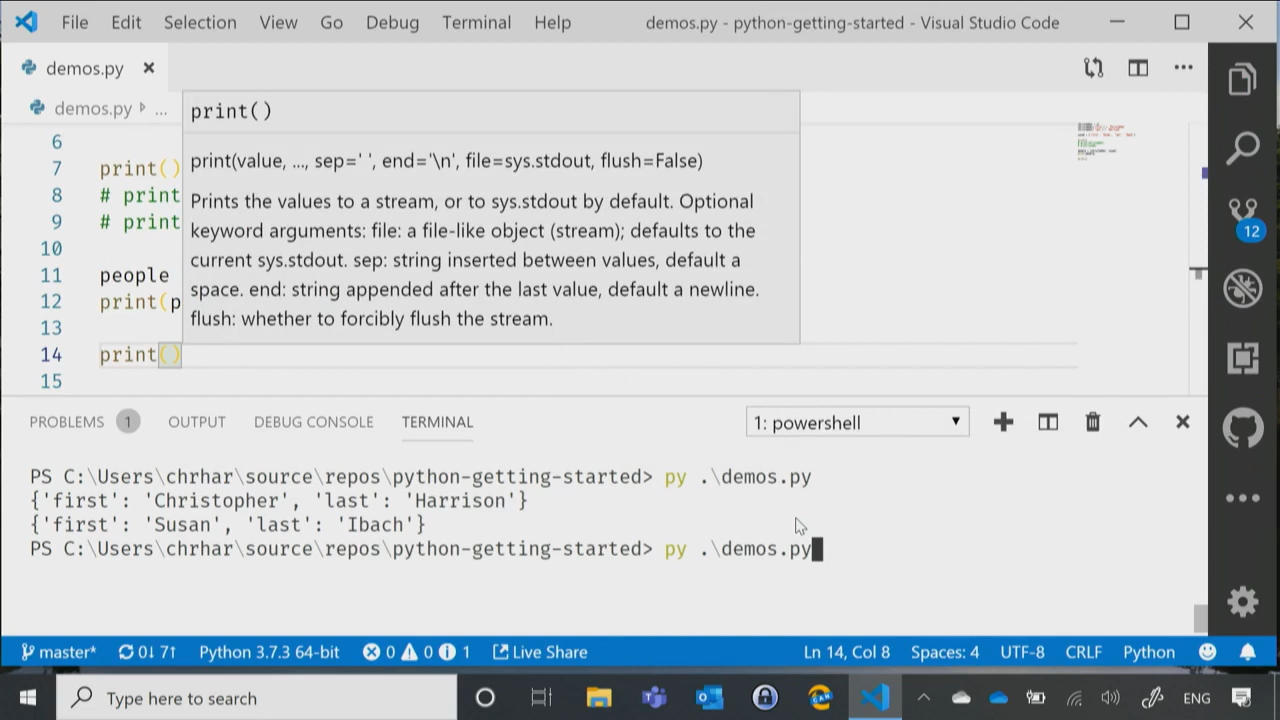 File Edit Selection View Go Debug Terminal Help demos.py - python-getting-started - Visual Studio Code
demos.py
demos.py ...
print()
print(value, ..., sep=' ', end='\n', file=sys.stdout, flush=False)
Prints the values to a stream, or to sys.stdout by default. Optional
keyword arguments: file: a file-like object (stream); defaults to the
current sys.stdout. sep: string inserted between values, default a
space. end: string appended after the last value, default a newline.
flush: whether to forcibly flush the stream.
6
7 print()
8 # print
9 # print
10
11 people
12 print(p
13
14 print()
15
12
PROBLEMS 1 OUTPUT DEBUG CONSOLE TERMINAL 1: powershell
PS C:\Users\chrhar\source\repos\python-getting-started> py .\demos.py
{'first': 'Christopher', 'last': 'Harrison'}
{'first': 'Susan', 'last': 'Ibach'}
PS C:\Users\chrhar\source\repos\python-getting-started> py .\demos.py
master* 0↓ 7↑ Python 3.7.3 64-bit 0 0 1 Live Share Ln 14, Col 8 Spaces: 4 UTF-8 CRLF Python
Type here to search ENG